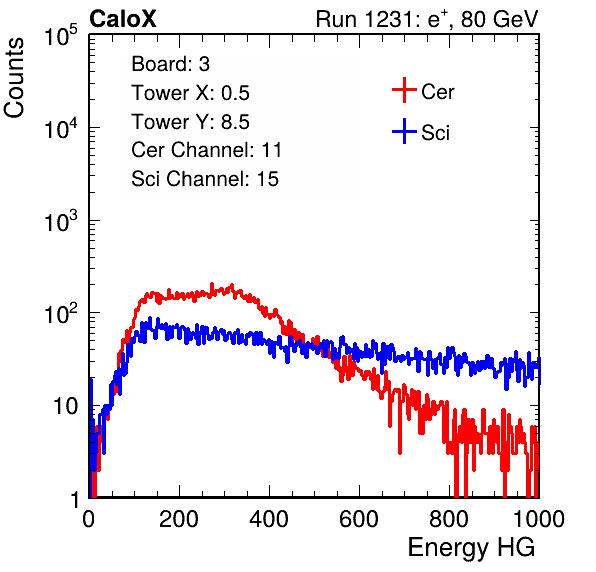 CaloX Run 1231: e⁺, 80 GeV
Counts
Board: 3
Tower X: 0.5
Tower Y: 8.5
Cer Channel: 11
Sci Channel: 15
Cer
Sci
10⁵
10⁴
10³
10²
10
1
0 200 400 600 800 1000
Energy HG